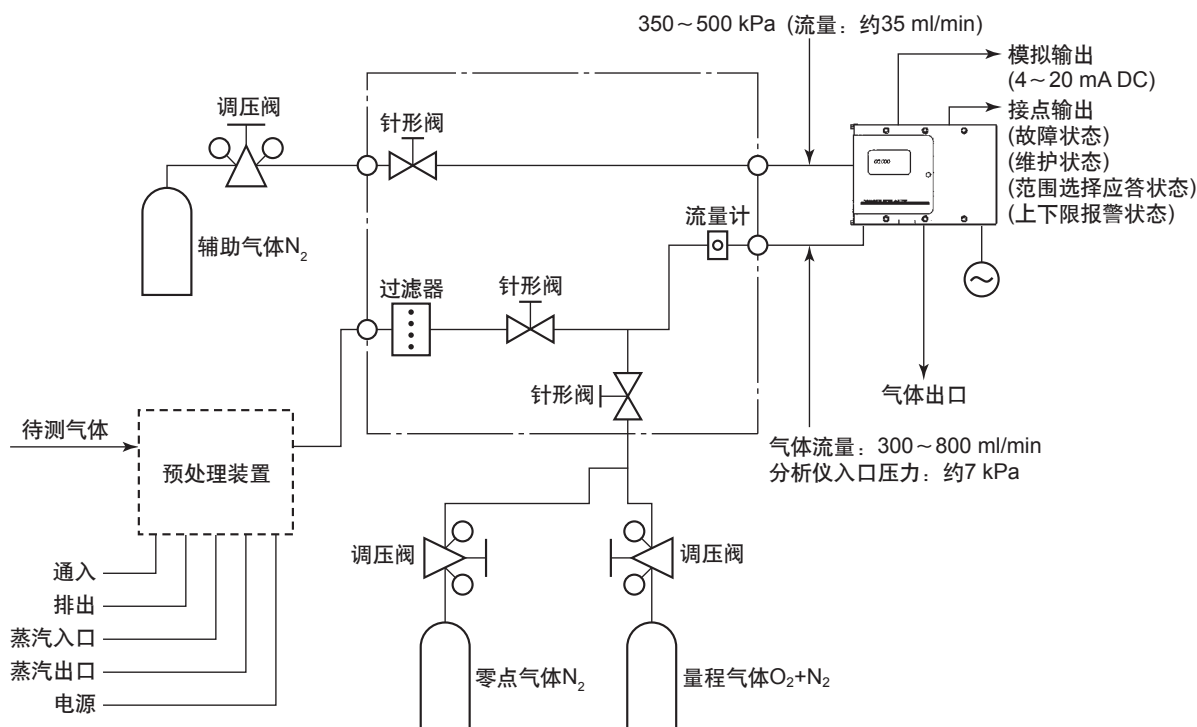 350～500 kPa (流量：约35 ml/min)
模拟输出
(4～20 mA DC)
接点输出
(故障状态)
(维护状态)
(范围选择应答状态)
(上下限报警状态)
调压阀
针形阀
辅助气体N₂
流量计
过滤器
针形阀
针形阀
气体出口
待测气体
预处理装置
气体流量：300～800 ml/min
分析仪入口压力：约7 kPa
调压阀
调压阀
通入
排出
蒸汽入口
蒸汽出口
电源
零点气体N₂
量程气体O₂+N₂